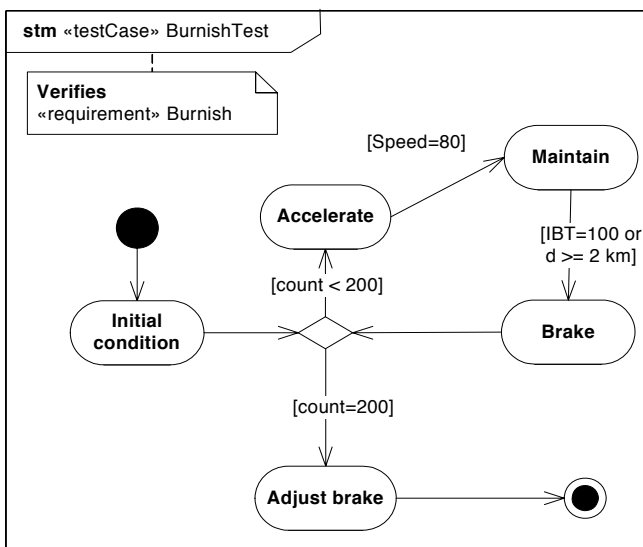 stm «testCase» BurnishTest
Verifies
«requirement» Burnish
[Speed=80]
Maintain
Accelerate
[IBT=100 or
d >= 2 km]
[count < 200]
Initial
condition
Brake
[count=200]
Adjust brake